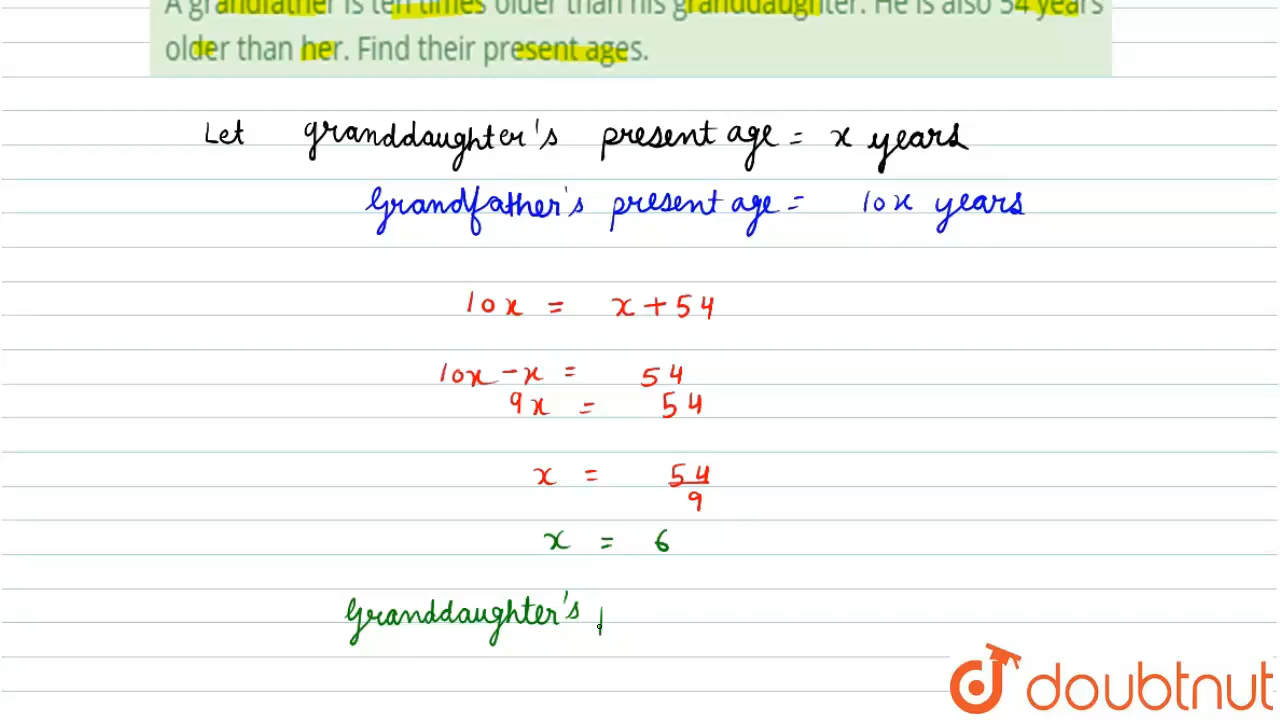 A grandfather is ten times older than his granddaughter. He is also 54 years
older than her. Find their present ages.
Let granddaughter's present age = x years
Grandfather's present age = 10x years
10x = x + 54
10x - x = 54
9x = 54
x = 54/9
x = 6
Granddaughter's
doubtnut